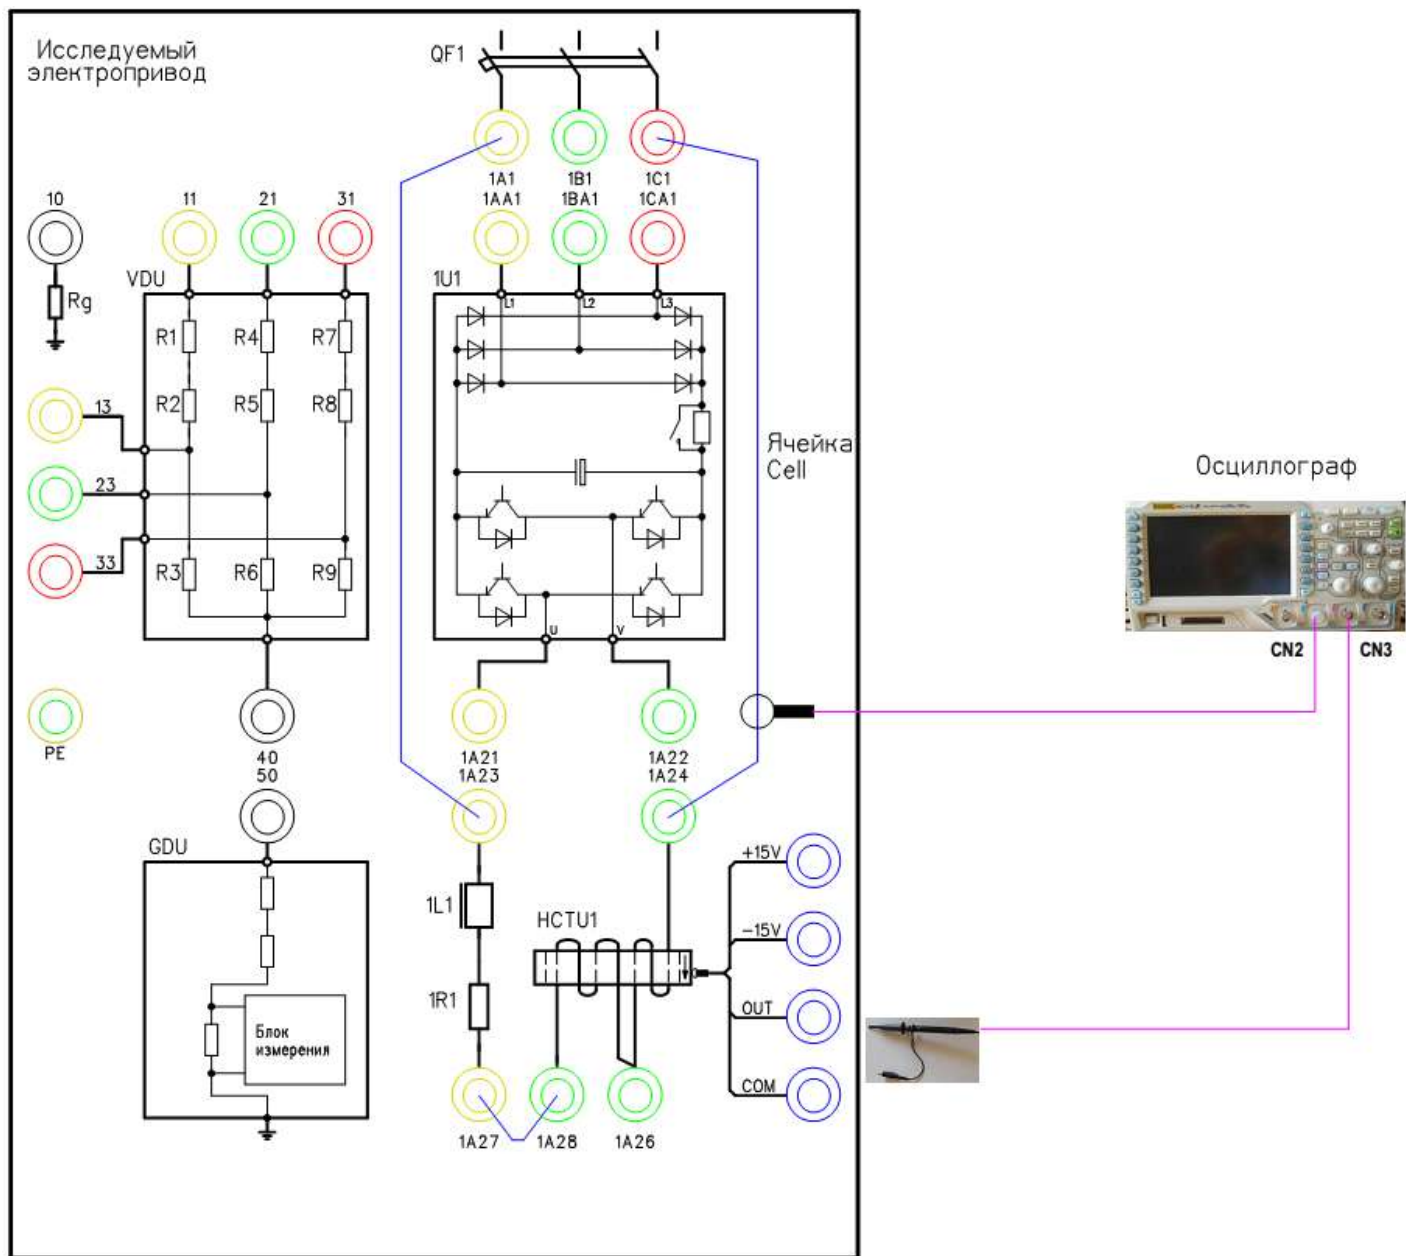 Исследуемый
электропривод
QF1
1A1
1B1
1C1
1AA1
1BA1
1CA1
10
11
21
31
Rg
VDU
R1
R4
R7
R2
R5
R8
R3
R6
R9
13
23
33
PE
40
50
1U1
L1
L2
L3
U
V
Ячейка
Cell
1A21
1A23
1A22
1A24
GDU
Блок
измерения
1L1
1R1
HCTU1
+15V
-15V
OUT
COM
1A27
1A28
1A26
Осциллограф
CN2
CN3